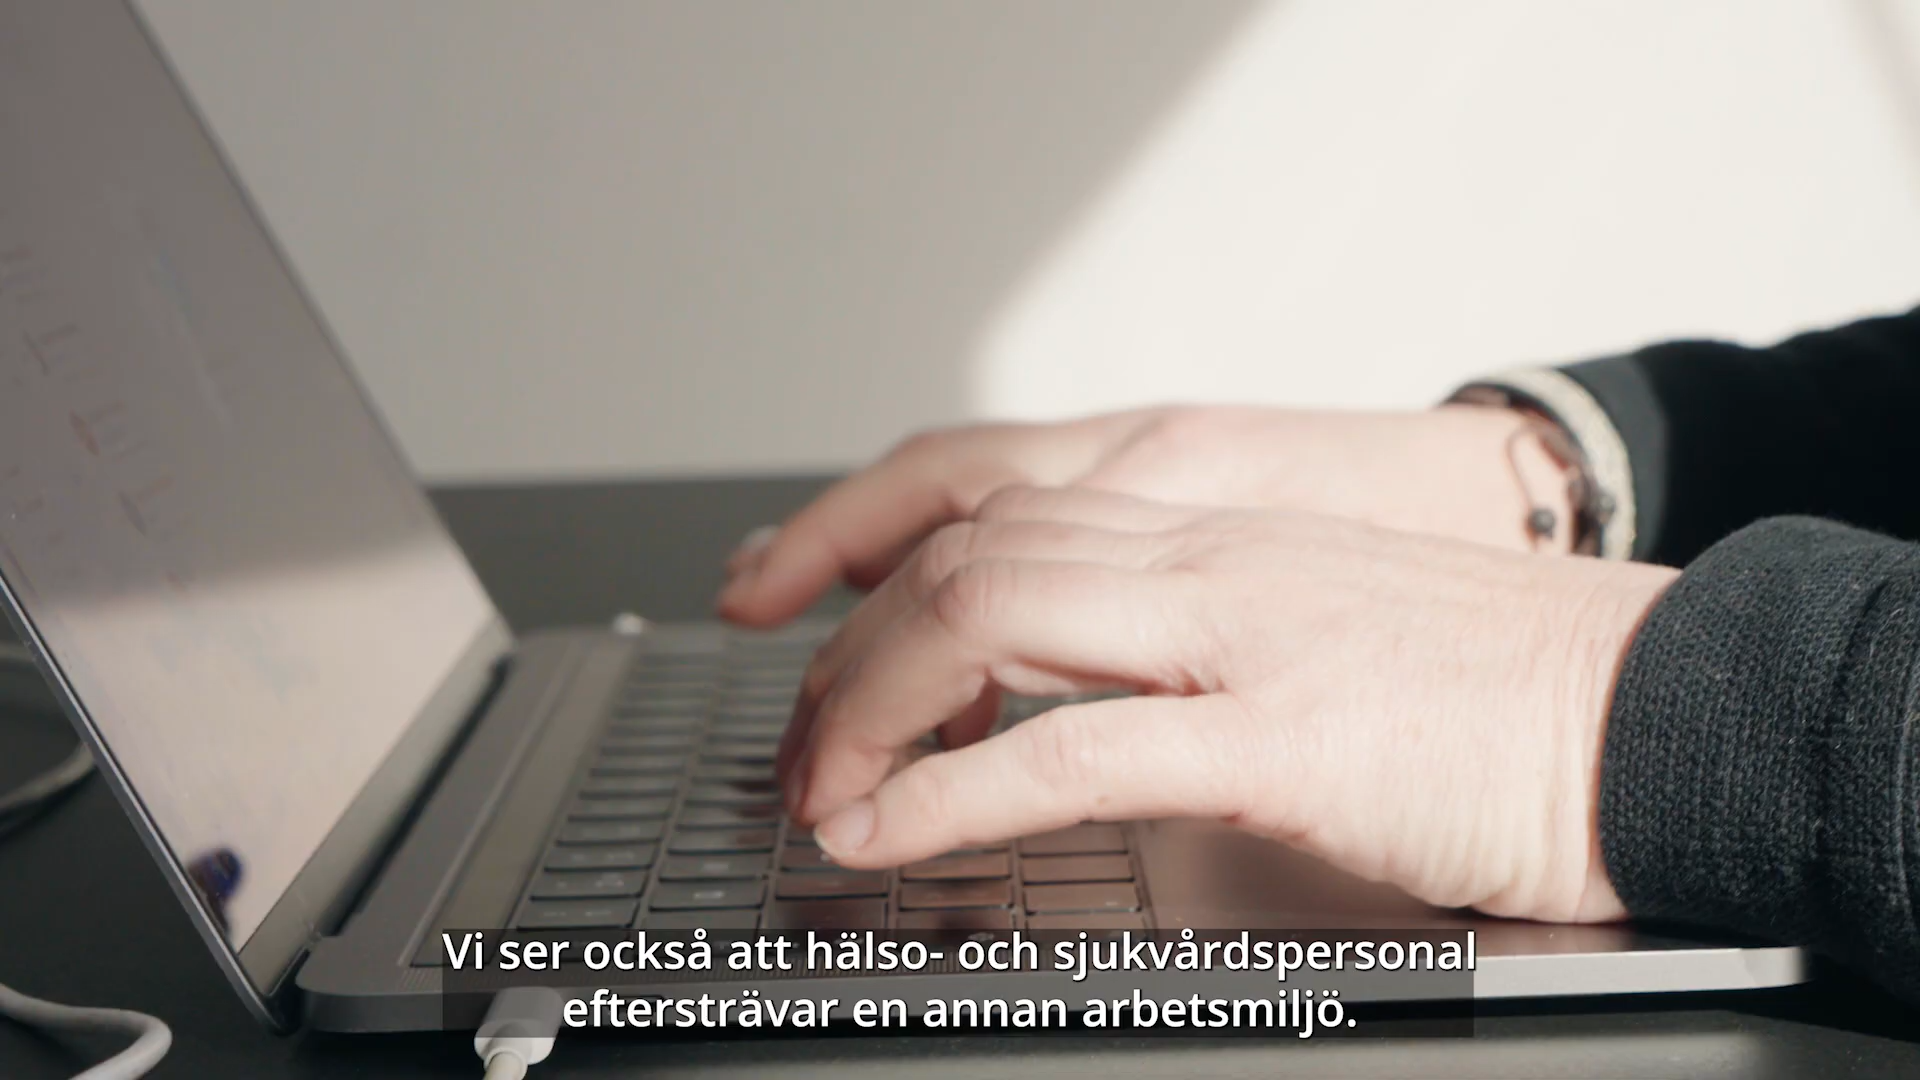 Vi ser också att hälso- och sjukvårdspersonal
eftersträvar en annan arbetsmiljö.